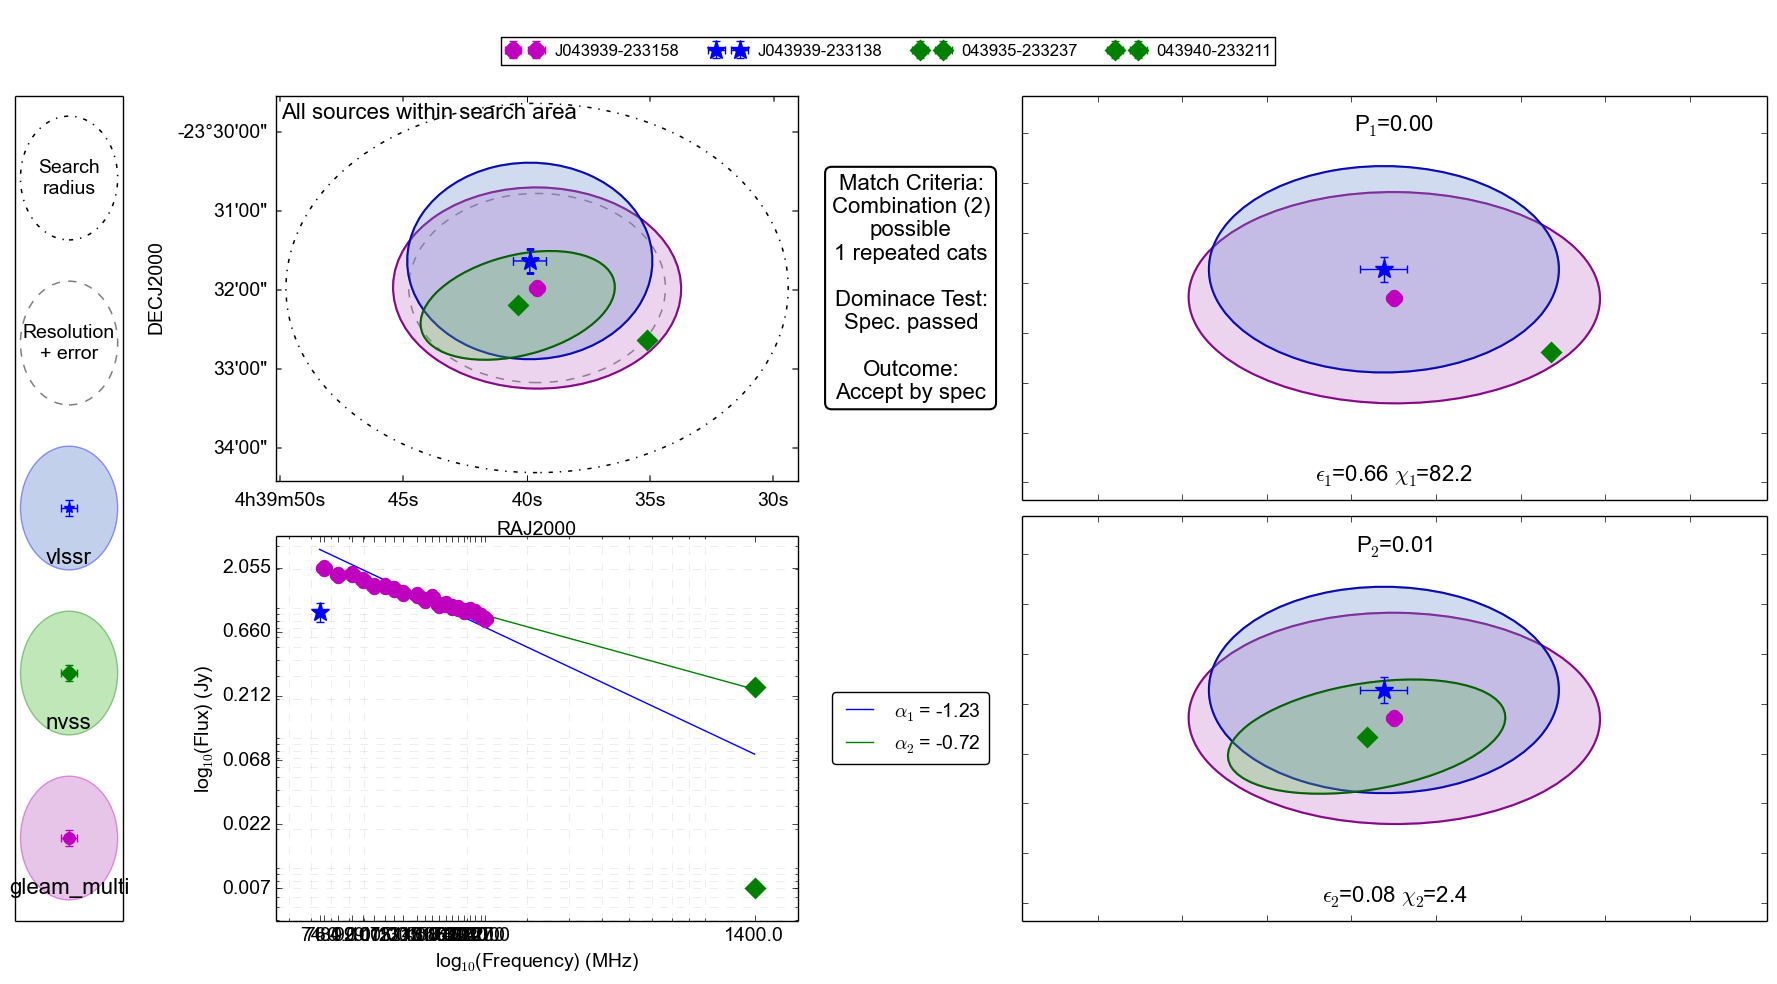 J043939-233158 J043939-233138 043935-233237 043940-233211
Search
radius
Resolution
+ error
vlssr
nvss
gleam_multi
All sources within search area
DECJ2000
-23°30'00"
31'00"
32'00"
33'00"
34'00"
4h39m50s 45s 40s 35s 30s
RAJ2000
Match Criteria:
Combination (2)
possible
1 repeated cats
Dominace Test:
Spec. passed
Outcome:
Accept by spec
P₁=0.00
ϵ₁=0.66 χ₁=82.2
log₁₀(Flux) (Jy)
2.055
0.660
0.212
0.068
0.022
0.007
1400.0
log₁₀(Frequency) (MHz)
α₁ = -1.23
α₂ = -0.72
P₂=0.01
ϵ₂=0.08 χ₂=2.4